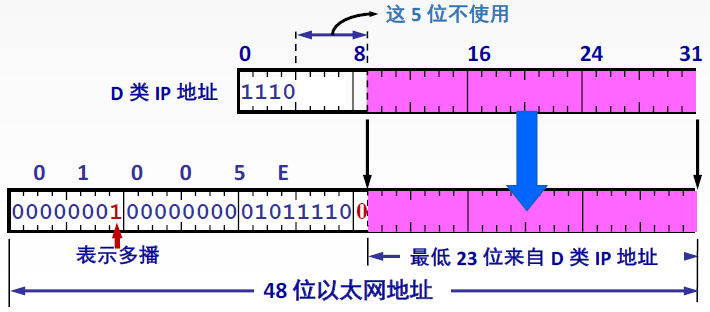 这 5 位不使用
0 8 16 24 31
D 类 IP 地址 1110
0 1 0 0 5 E
00000001 00000000 01011110 0
表示多播
最低 23 位来自 D 类 IP 地址
48 位以太网地址